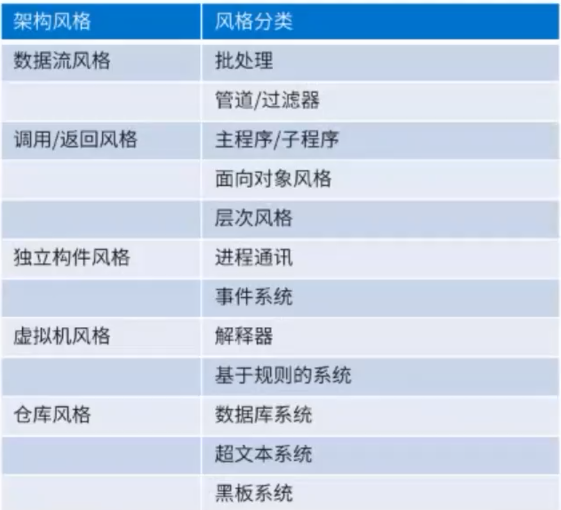 架构风格 风格分类
数据流风格 批处理
管道/过滤器
调用/返回风格 主程序/子程序
面向对象风格
层次风格
独立构件风格 进程通讯
事件系统
虚拟机风格 解释器
基于规则的系统
仓库风格 数据库系统
超文本系统
黑板系统